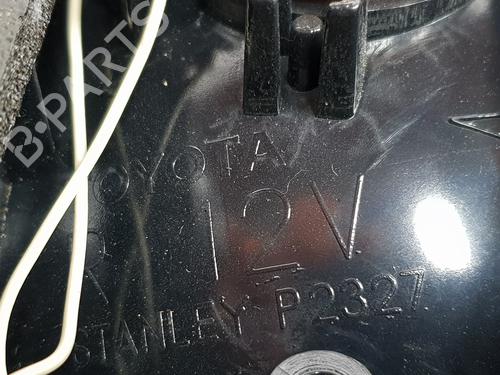 B-PARTS
TOYOTA
R 12V
STANLEY P2327